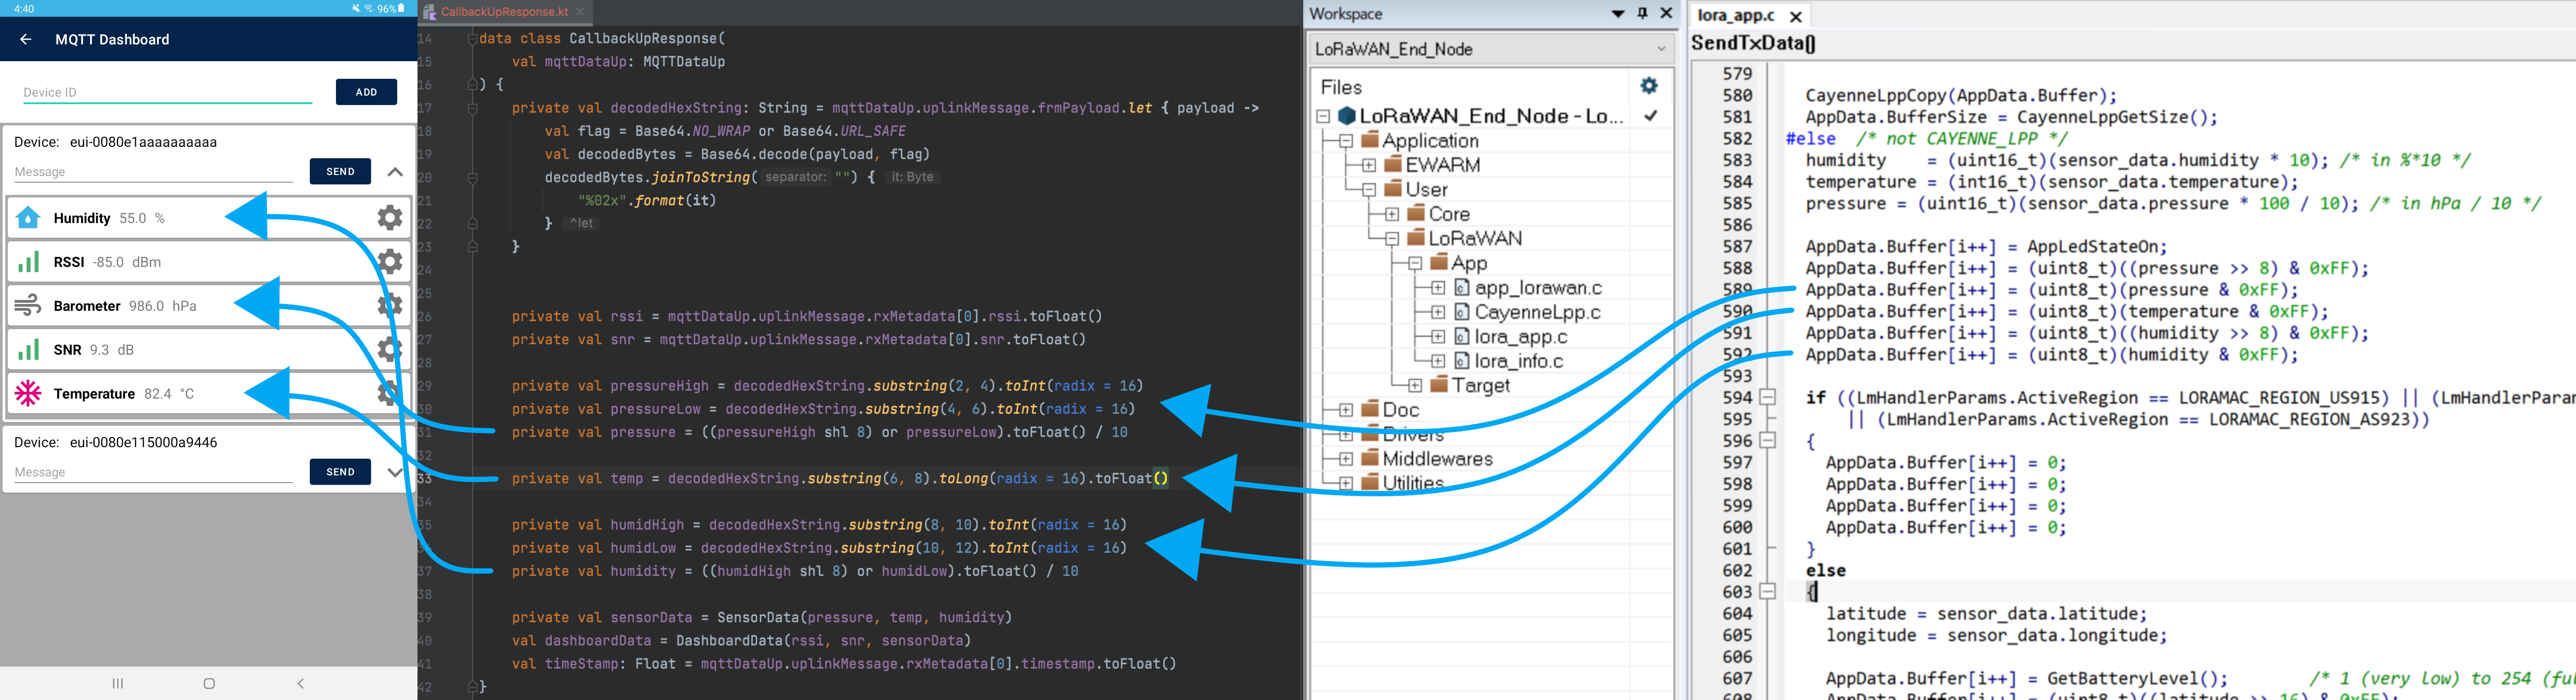 4:40
96%
MQTT Dashboard
Device ID
ADD
Device: eui-0080e1aaaaaaaaaa
Message
SEND
Humidity 55.0 %
RSSI -85.0 dBm
Barometer 986.0 hPa
SNR 9.3 dB
Temperature 82.4 °C
Device: eui-0080e115000a9446
Message
SEND
CallbackUpResponse.kt
14 data class CallbackUpResponse(
15 val mqttDataUp: MQTTDataUp
16 ) {
17 private val decodedHexString: String = mqttDataUp.uplinkMessage.frmPayload.let { payload ->
18 val flag = Base64.NO_WRAP or Base64.URL_SAFE
19 val decodedBytes = Base64.decode(payload, flag)
20 decodedBytes.joinToString( separator: "") { it: Byte
21 "%02x".format(it)
22 } ^let
23 }
24
25
26 private val rssi = mqttDataUp.uplinkMessage.rxMetadata[0].rssi.toFloat()
27 private val snr = mqttDataUp.uplinkMessage.rxMetadata[0].snr.toFloat()
28
29 private val pressureHigh = decodedHexString.substring(2, 4).toInt(radix = 16)
30 private val pressureLow = decodedHexString.substring(4, 6).toInt(radix = 16)
31 private val pressure = ((pressureHigh shl 8) or pressureLow).toFloat() / 10
32
33 private val temp = decodedHexString.substring(6, 8).toLong(radix = 16).toFloat()
34
35 private val humidHigh = decodedHexString.substring(8, 10).toInt(radix = 16)
private val humidLow = decodedHexString.substring(10, 12).toInt(radix = 16)
37 private val humidity = ((humidHigh shl 8) or humidLow).toFloat() / 10
38
39 private val sensorData = SensorData(pressure, temp, humidity)
40 val dashboardData = DashboardData(rssi, snr, sensorData)
41 val timeStamp: Float = mqttDataUp.uplinkMessage.rxMetadata[0].timestamp.toFloat()
42 }
Workspace
LoRaWAN_End_Node
Files
LoRaWAN_End_Node - Lo...
Application
EWARM
User
Core
LoRaWAN
App
app_lorawan.c
CayenneLpp.c
lora_app.c
lora_info.c
Target
Doc
Drivers
Middlewares
Utilities
lora_app.c
SendTxData()
579
580 CayenneLppCopy(AppData.Buffer);
581 AppData.BufferSize = CayenneLppGetSize();
582 #else /* not CAYENNE_LPP */
583 humidity = (uint16_t)(sensor_data.humidity * 10); /* in %*10 */
584 temperature = (int16_t)(sensor_data.temperature);
585 pressure = (uint16_t)(sensor_data.pressure * 100 / 10); /* in hPa / 10 */
586
587 AppData.Buffer[i++] = AppLedStateOn;
588 AppData.Buffer[i++] = (uint8_t)((pressure >> 8) & 0xFF);
589 AppData.Buffer[i++] = (uint8_t)(pressure & 0xFF);
590 AppData.Buffer[i++] = (uint8_t)(temperature & 0xFF);
591 AppData.Buffer[i++] = (uint8_t)((humidity >> 8) & 0xFF);
592 AppData.Buffer[i++] = (uint8_t)(humidity & 0xFF);
593
594 if ((LmHandlerParams.ActiveRegion == LORAMAC_REGION_US915) || (LmHandlerPara
595 || (LmHandlerParams.ActiveRegion == LORAMAC_REGION_AS923))
596 {
597 AppData.Buffer[i++] = 0;
598 AppData.Buffer[i++] = 0;
599 AppData.Buffer[i++] = 0;
600 AppData.Buffer[i++] = 0;
601 }
602 else
603 {
604 latitude = sensor_data.latitude;
605 longitude = sensor_data.longitude;
606
607 AppData.Buffer[i++] = GetBatteryLevel(); /* 1 (very low) to 254 (fu
608 AppData.Buffer[i++] = (uint8_t)((latitude >> 16) & 0xFF);